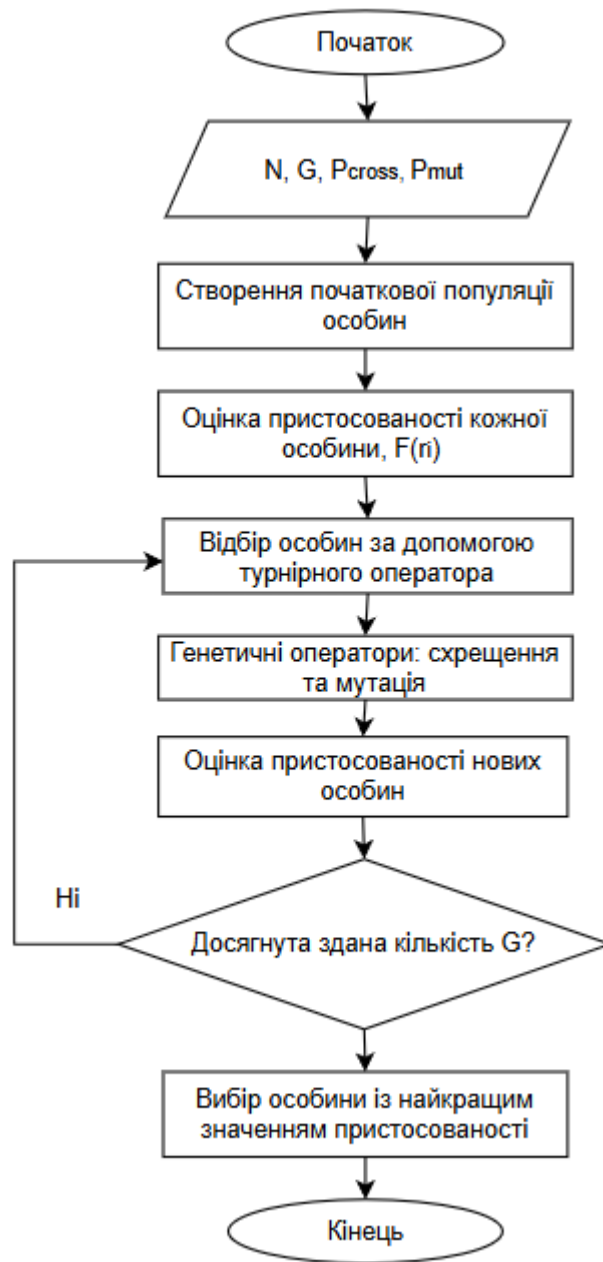 Початок
N, G, Pcross, Pmut
Створення початкової популяції
особин
Оцінка пристосованості кожної
особини, F(ri)
Відбір особин за допомогою
турнірного оператора
Генетичні оператори: схрещення
та мутація
Оцінка пристосованості нових
особин
Ні
Досягнута здана кількість G?
Вибір особини із найкращим
значенням пристосованості
Кінець